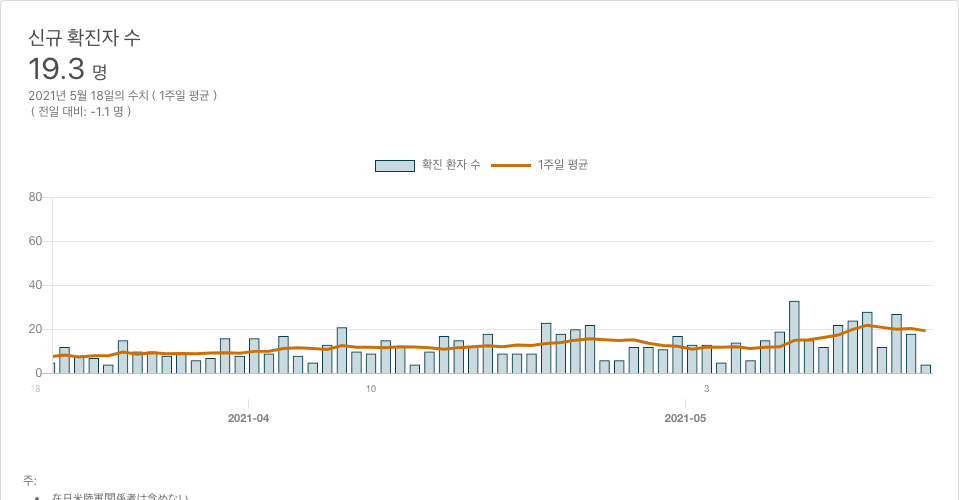 신규 확진자 수
19.3 명
2021년 5월 18일의 수치 ( 1주일 평균 )
( 전일 대비: -1.1 명 )
확진 환자 수 1주일 평균
80
60
40
20
0
18 10 3
2021-04 2021-05
주:
• 在日米陸軍関係者は含めない